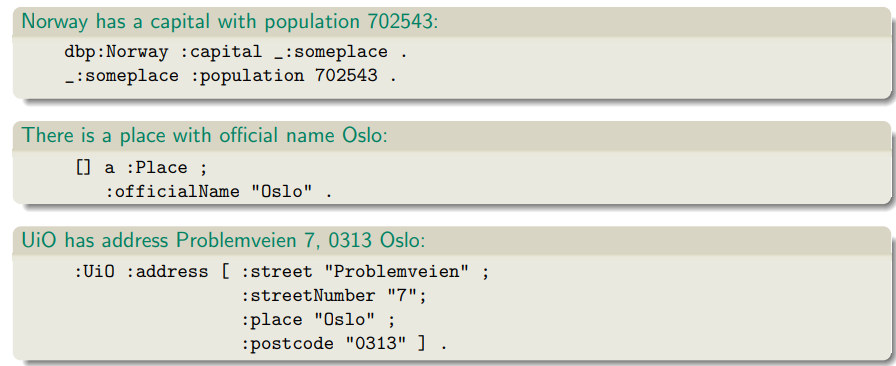 Norway has a capital with population 702543:
dbp:Norway :capital _:someplace .
_:someplace :population 702543 .
There is a place with official name Oslo:
[] a :Place ;
:officialName "Oslo" .
UiO has address Problemveien 7, 0313 Oslo:
:UiO :address [ :street "Problemveien" ;
:streetNumber "7";
:place "Oslo" ;
:postcode "0313" ] .